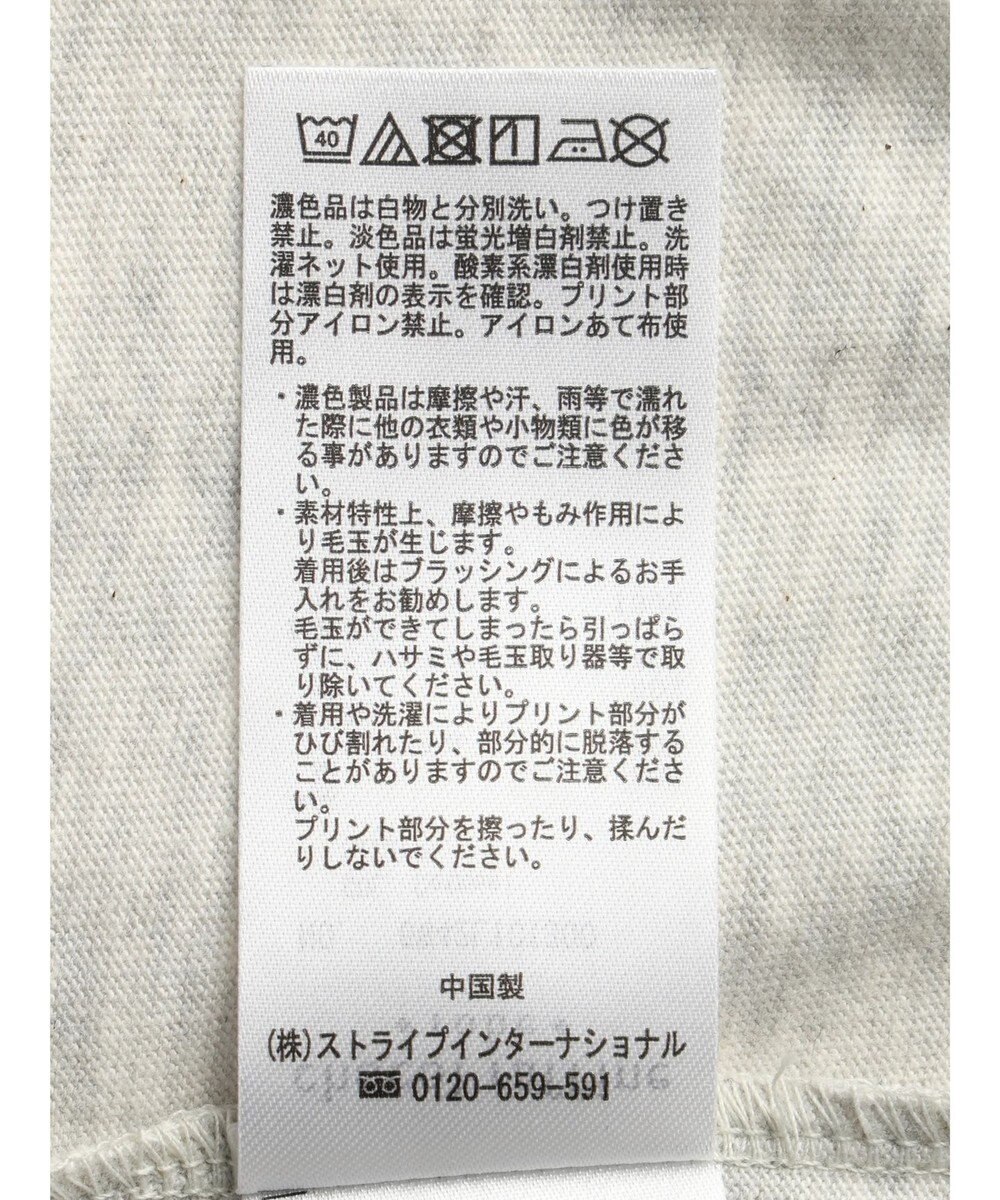 40
濃色品は白物と分別洗い。つけ置き
禁止。淡色品は蛍光増白剤禁止。洗
濯ネット使用。酸素系漂白剤使用時
は漂白剤の表示を確認。プリント部
分アイロン禁止。アイロンあて布使
用。
・濃色製品は摩擦や汗、雨等で濡れ
た際に他の衣類や小物類に色が移
る事がありますのでご注意くださ
い。
・素材特性上、摩擦やもみ作用によ
り毛玉が生じます。
着用後はブラッシングによるお手
入れをお勧めします。
毛玉ができてしまったら引っぱら
ずに、ハサミや毛玉取り器等で取
り除いてください。
・着用や洗濯によりプリント部分が
ひび割れたり、部分的に脱落する
ことがありますのでご注意くださ
い。
プリント部分を擦ったり、揉んだ
りしないでください。
中国製
(株)ストライプインターナショナル
0120-659-591